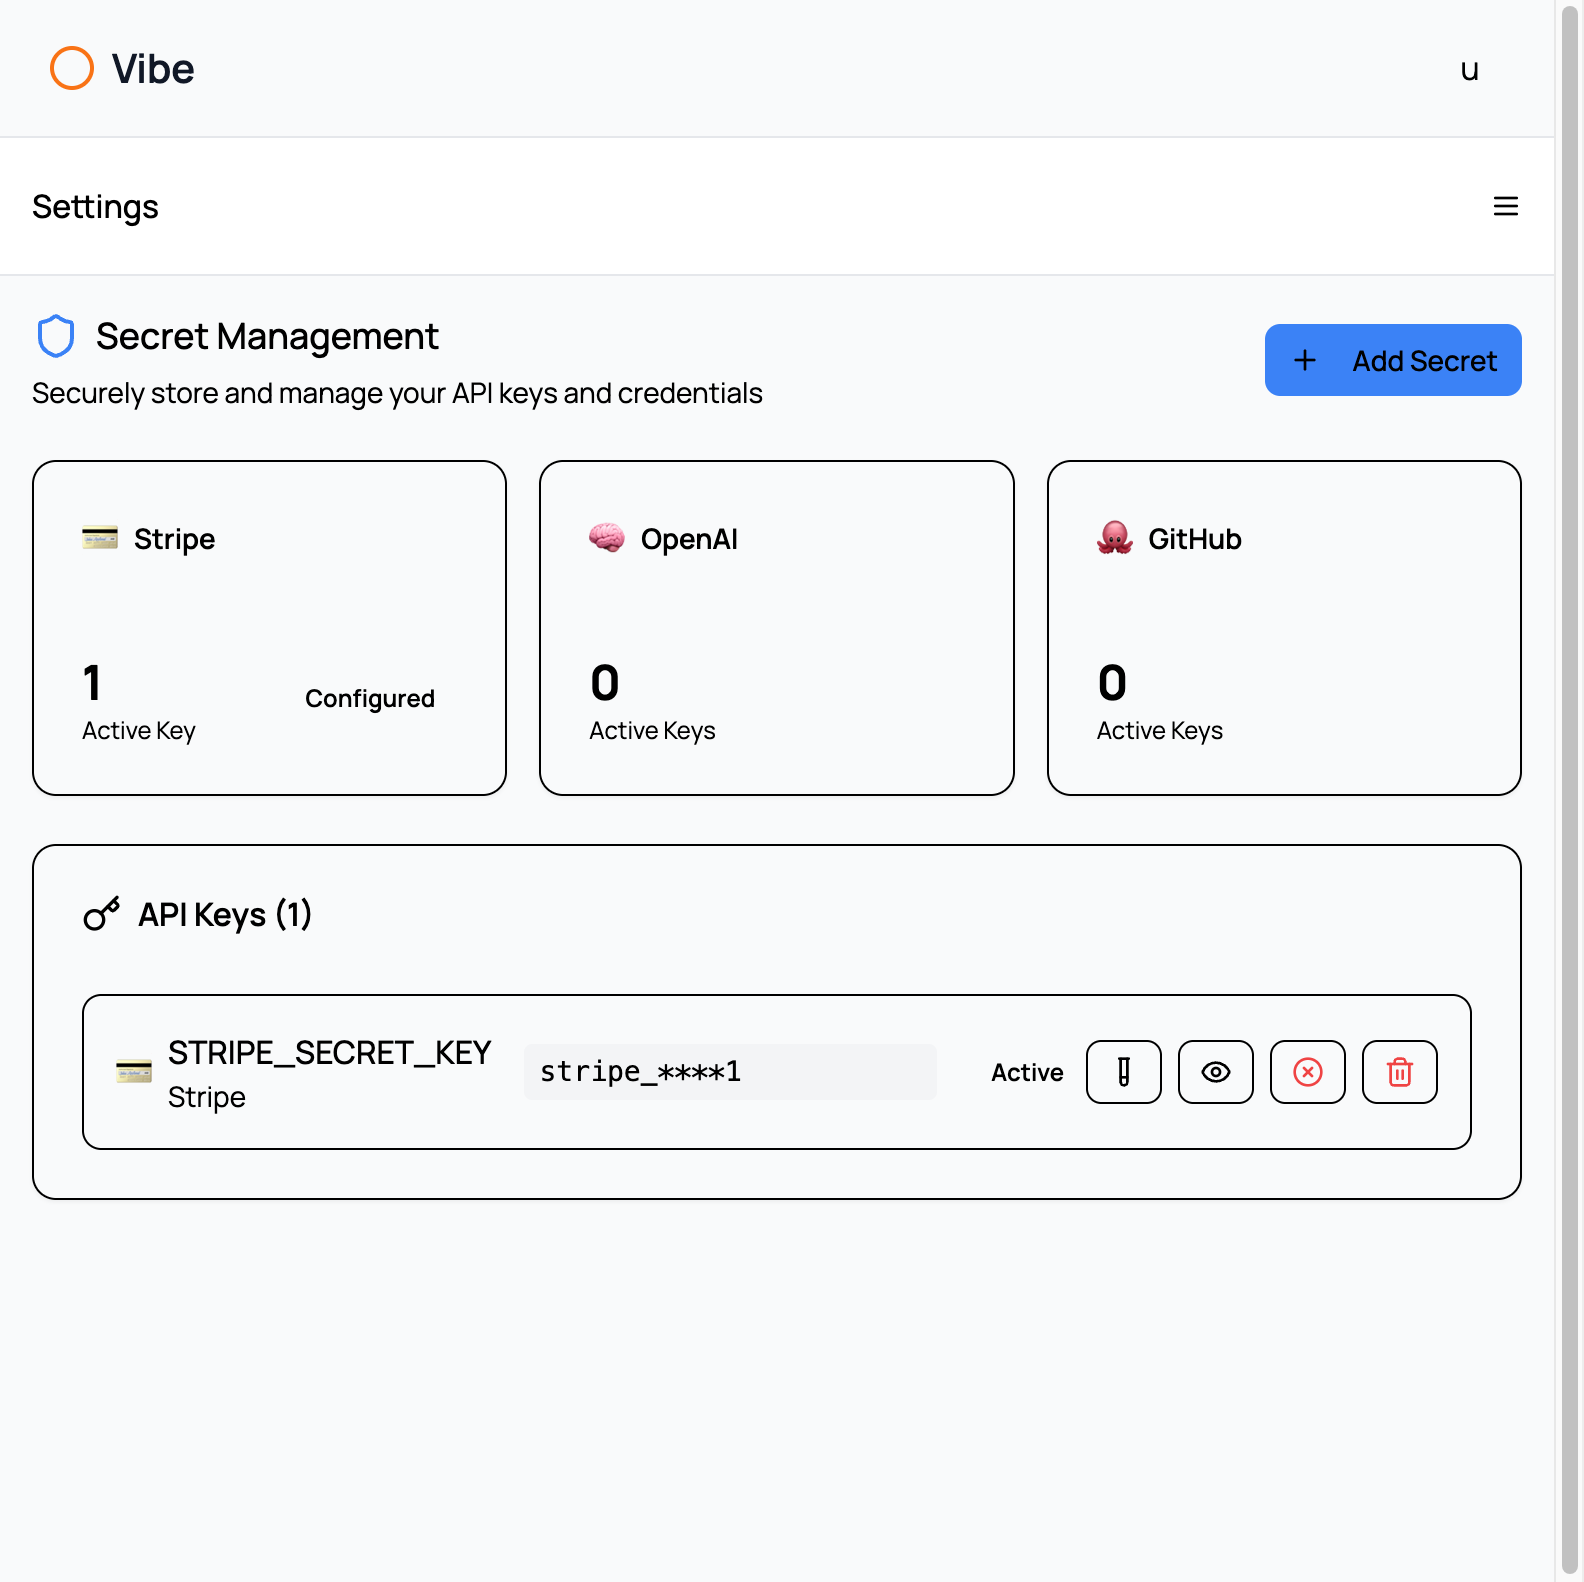 Vibe
u
Settings
Secret Management
Securely store and manage your API keys and credentials
Add Secret
Stripe
1
Active Key
Configured
OpenAI
0
Active Keys
GitHub
0
Active Keys
API Keys (1)
STRIPE_SECRET_KEY
Stripe
stripe_****1
Active